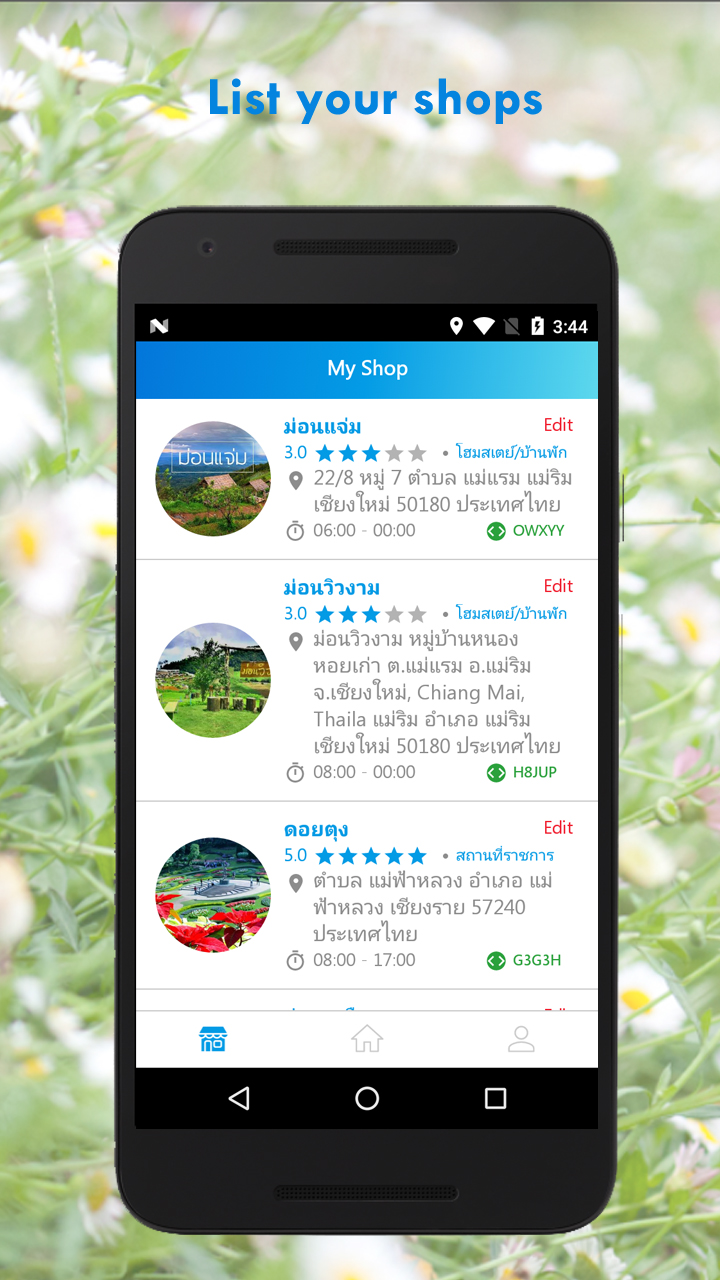 List your shops
3:44
My Shop
ม่อนแจ่ม
Edit
ม่อนแจ่ม
3.0 • โฮมสเตย์/บ้านพัก
22/8 หมู่ 7 ตำบล แม่แรม แม่ริม
เชียงใหม่ 50180 ประเทศไทย
06:00 - 00:00
OWXYY
ม่อนวิวงาม
Edit
3.0 • โฮมสเตย์/บ้านพัก
ม่อนวิวงาม หมู่บ้านหนอง
หอยเก่า ต.แม่แรม อ.แม่ริม
จ.เชียงใหม่, Chiang Mai,
Thaila แม่ริม อำเภอ แม่ริม
เชียงใหม่ 50180 ประเทศไทย
08:00 - 00:00
H8JUP
ดอยตุง
Edit
5.0 • สถานที่ราชการ
ตำบล แม่ฟ้าหลวง อำเภอ แม่
ฟ้าหลวง เชียงราย 57240
ประเทศไทย
08:00 - 17:00
G3G3H